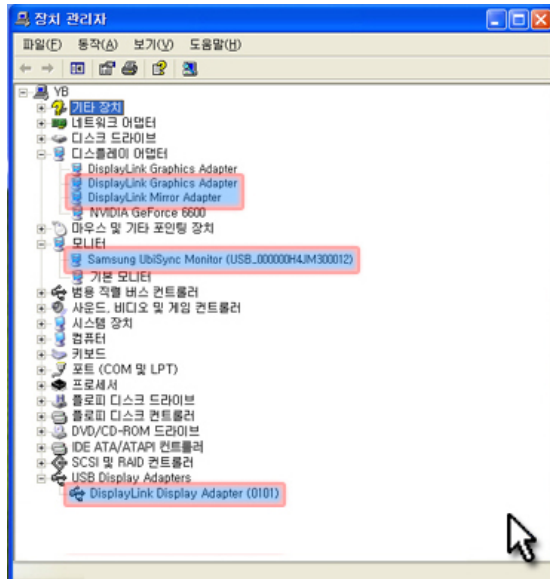 장치 관리자
파일(F) 동작(A) 보기(V) 도움말(H)
YB
기타 장치
네트워크 어댑터
디스크 드라이브
디스플레이 어댑터
DisplayLink Graphics Adapter
DisplayLink Graphics Adapter
DisplayLink Mirror Adapter
NVIDIA GeForce 6600
마우스 및 기타 포인팅 장치
모니터
Samsung UbiSync Monitor (USB_000000H4JM300012)
기본 모니터
범용 직렬 버스 컨트롤러
사운드, 비디오 및 게임 컨트롤러
시스템 장치
컴퓨터
키보드
포트 (COM 및 LPT)
프로세서
플로피 디스크 드라이브
플로피 디스크 컨트롤러
DVD/CD-ROM 드라이브
IDE ATA/ATAPI 컨트롤러
SCSI 및 RAID 컨트롤러
USB Display Adapters
DisplayLink Display Adapter (0101)